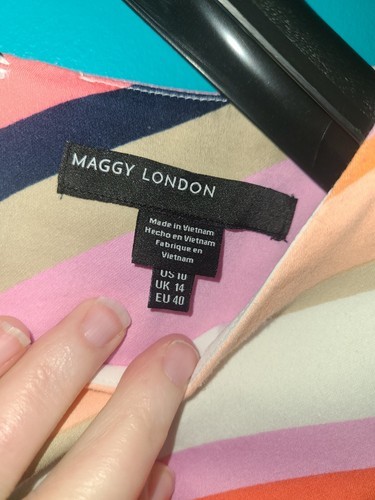 MAGGY LONDON
Made in Vietnam
Hecho en Vietnam
Fabrique en
Vietnam
US 10
UK 14
EU 40